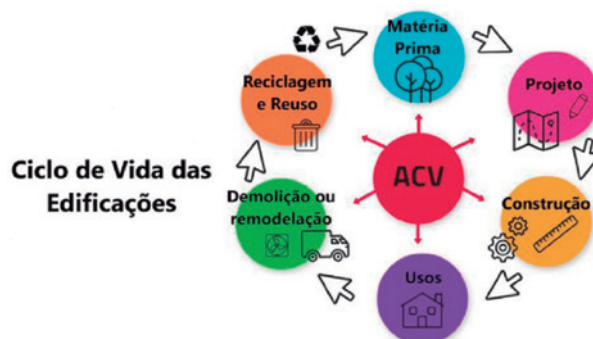 Ciclo de Vida das
Edificações
Matéria
Prima
Projeto
Construção
Usos
Demolição ou
remodelação
Reciclagem
e Reuso
ACV